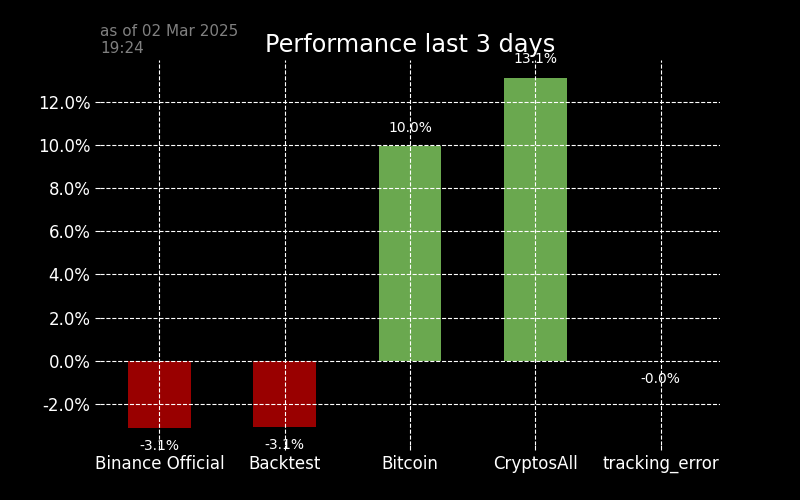 as of 02 Mar 2025
19:24
Performance last 3 days
13.1%
12.0%
10.0%
10.0%
8.0%
6.0%
4.0%
2.0%
0.0%
-0.0%
-2.0%
-3.1%
-3.1%
Binance Official
Backtest
Bitcoin
CryptosAll
tracking_error